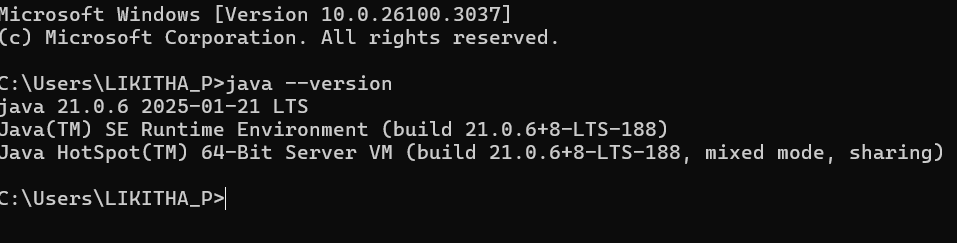 Microsoft Windows [Version 10.0.26100.3037]
(c) Microsoft Corporation. All rights reserved.
C:\Users\LIKITHA_P>java --version
java 21.0.6 2025-01-21 LTS
Java(TM) SE Runtime Environment (build 21.0.6+8-LTS-188)
Java HotSpot(TM) 64-Bit Server VM (build 21.0.6+8-LTS-188, mixed mode, sharing)
C:\Users\LIKITHA_P>